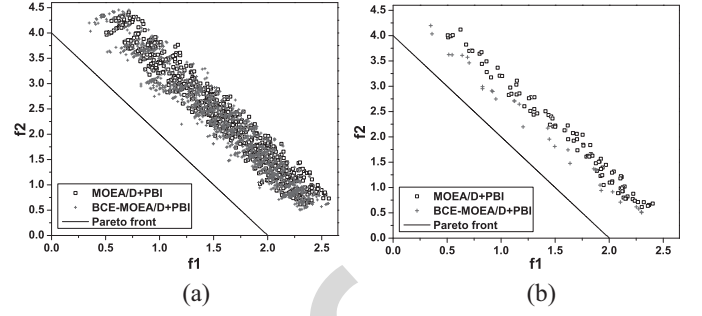 4.5
4.0
3.5
3.0
2.5
2.0
1.5
1.0
0.5
0.0
f2
MOEA/D+PBI
BCE-MOEA/D+PBI
Pareto front
0.0 0.5 1.0 1.5 2.0 2.5
f1
(a)
4.5
4.0
3.5
3.0
2.5
2.0
1.5
1.0
0.5
0.0
f2
MOEA/D+PBI
BCE-MOEA/D+PBI
Pareto front
0.0 0.5 1.0 1.5 2.0 2.5
f1
(b)